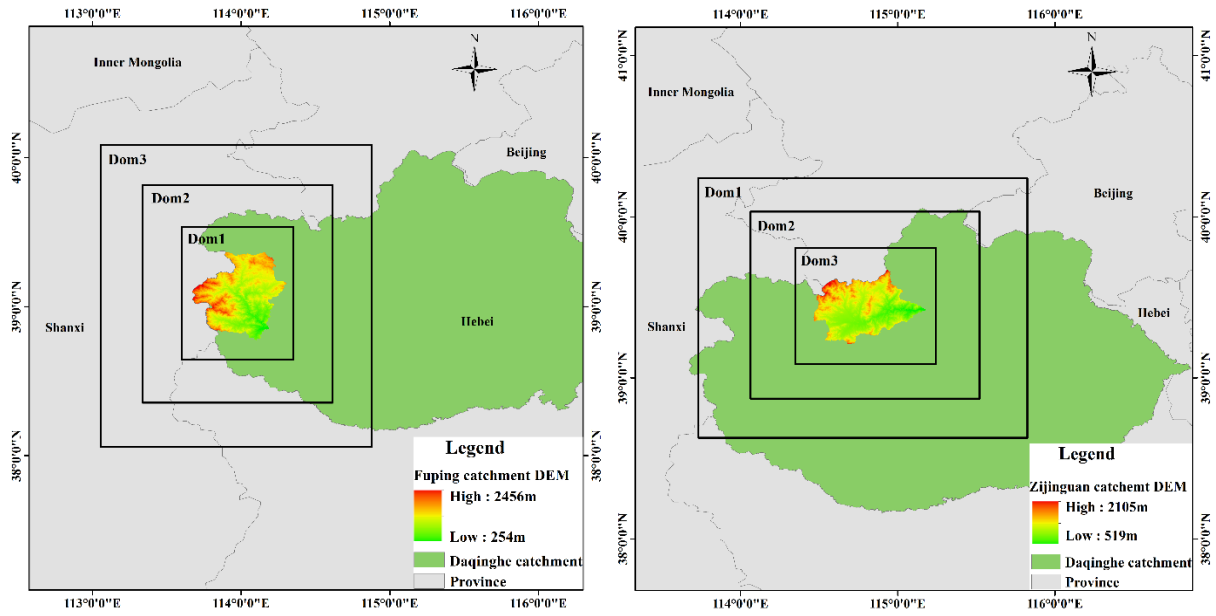 113°0'0"E 114°0'0"E 115°0'0"E 116°0'0"E
N
Inner Mongolia
Beijing
Dom3
Dom2
Dom1
Shanxi
Hebei
40°0'0"N
39°0'0"N
38°0'0"N
40°0'0"N
39°0'0"N
38°0'0"N
Legend
Fuping catchment DEM
High : 2456m
Low : 254m
Daqinghe catchment
Province
113°0'0"E 114°0'0"E 115°0'0"E 116°0'0"E
114°0'0"E 115°0'0"E 116°0'0"E
N
Inner Mongolia
Beijing
Dom1
Dom2
Dom3
Shanxi
Hebei
41°0'0"N
40°0'0"N
39°0'0"N
38°0'0"N
41°0'0"N
40°0'0"N
39°0'0"N
38°0'0"N
Legend
Zijinguan catchemt DEM
High : 2105m
Low : 519m
Daqinghe catchment
Province
114°0'0"E 115°0'0"E 116°0'0"E